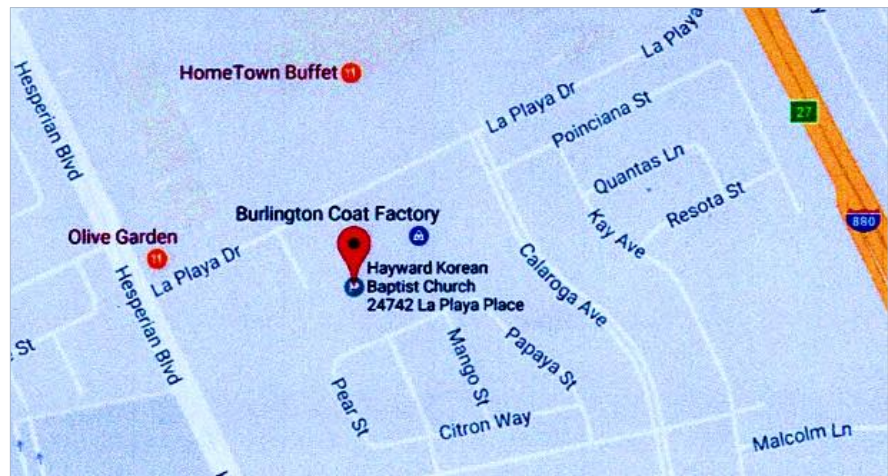 La Playa
HomeTown Buffet
La Playa Dr
Hesperian Blvd
Poinciana St
27
Quantas Ln
Resota St
Burlington Coat Factory
Kay Ave
880
Olive Garden
La Playa Dr
Hayward Korean
Baptist Church
24742 La Playa Place
Calaroga Ave
Hesperian Blvd
St
Mango St
Papaya St
Pear St
Citron Way
Malcolm Ln